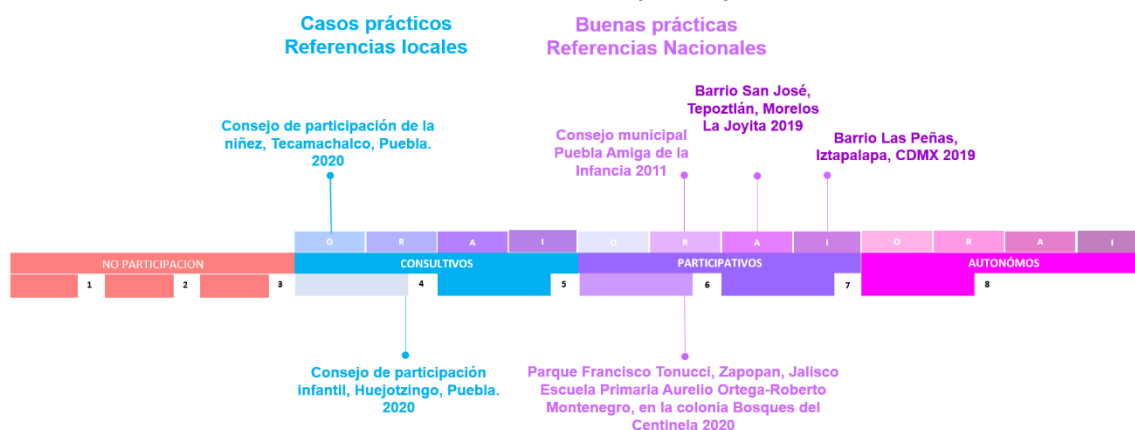 Casos prácticos
Referencias locales
Buenas prácticas
Referencias Nacionales
Consejo de participación de la
niñez, Tecamachalco, Puebla.
2020
Consejo municipal
Puebla Amiga de la
Infancia 2011
Barrio San José,
Tepoztlán, Morelos
La Joyita 2019
Barrio Las Peñas,
Iztapalapa, CDMX 2019
O R A I O R A I O R A I
NO PARTICIPACION CONSULTIVOS PARTICIPATIVOS AUTONÓMOS
1 2 3 4 5 6 7 8
Consejo de participación
infantil, Huejotzingo, Puebla.
2020
Parque Francisco Tonucci, Zapopan, Jalisco
Escuela Primaria Aurelio Ortega-Roberto
Montenegro, en la colonia Bosques del
Centinela 2020